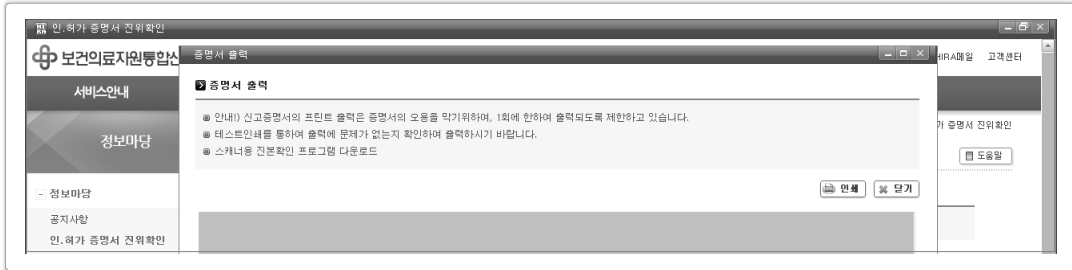 인.허가 증명서 진위확인
보건의료자원통합신
HIRA메일 고객센터
서비스안내
정보마당
정보마당
공지사항
인.허가 증명서 진위확인
가 증명서 진위확인
도움말
증명서 출력
증명서 출력
안내!) 신고증명서의 프린트 출력은 증명서의 오용을 막기위하여, 1회에 한하여 출력되도록 제한하고 있습니다.
테스트인쇄를 통하여 출력에 문제가 없는지 확인하여 출력하시기 바랍니다.
스캐너용 진본확인 프로그램 다운로드
인쇄 닫기